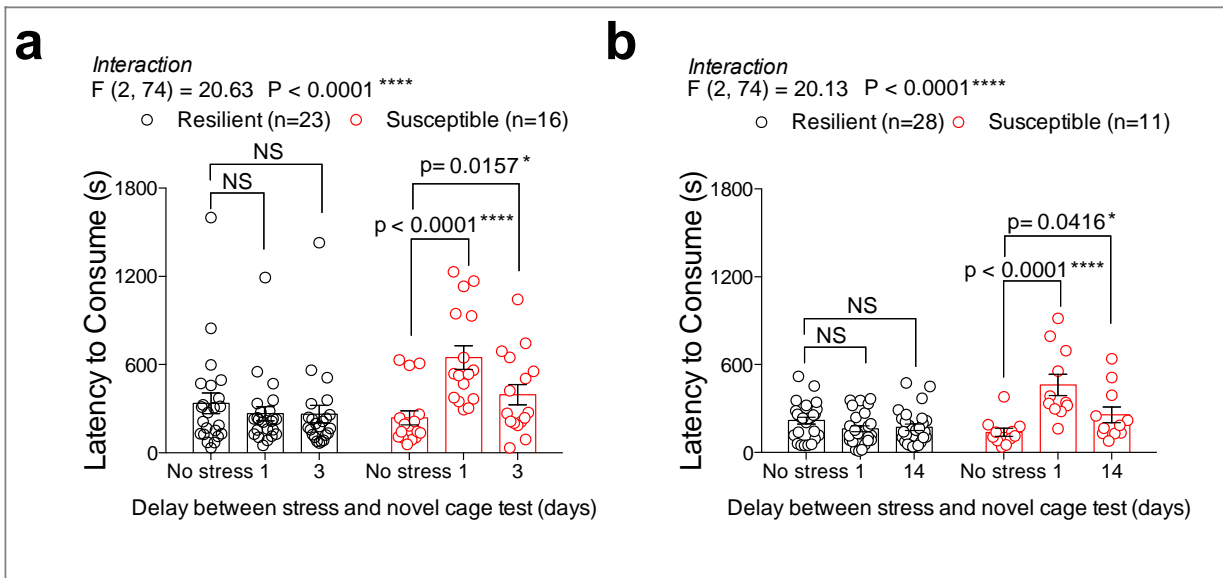 a
Interaction
F (2, 74) = 20.63 P < 0.0001 ****
Resilient (n=23) Susceptible (n=16)
NS
NS
p= 0.0157 *
p < 0.0001 ****
Latency to Consume (s)
1800
1200
600
0
No stress 1 3 No stress 1 3
Delay between stress and novel cage test (days)
b
Interaction
F (2, 74) = 20.13 P < 0.0001 ****
Resilient (n=28) Susceptible (n=11)
p= 0.0416 *
p < 0.0001 ****
NS
NS
Latency to Consume (s)
1800
1200
600
0
No stress 1 14 No stress 1 14
Delay between stress and novel cage test (days)